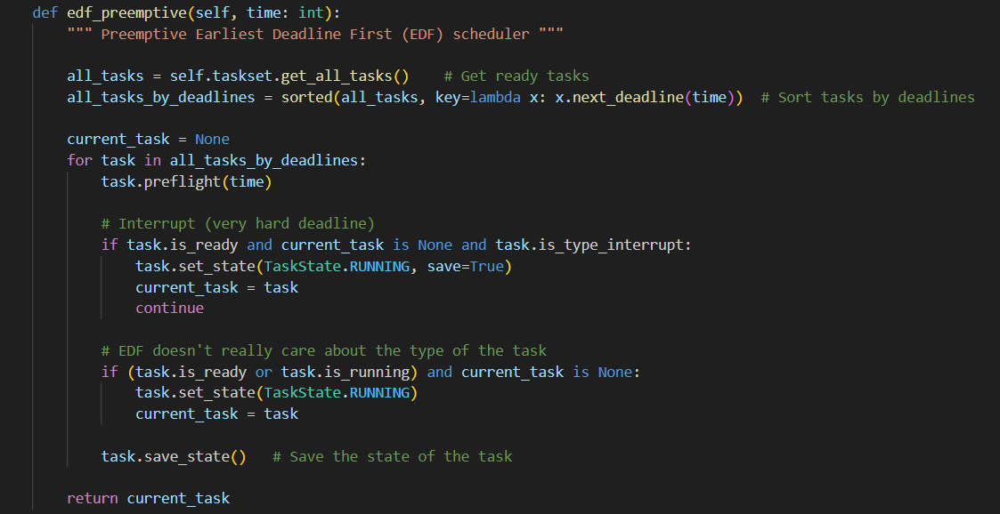 def edf_preemptive(self, time: int):
    """ Preemptive Earliest Deadline First (EDF) scheduler """

    all_tasks = self.taskset.get_all_tasks()    # Get ready tasks
    all_tasks_by_deadlines = sorted(all_tasks, key=lambda x: x.next_deadline(time))  # Sort tasks by deadlines

    current_task = None
    for task in all_tasks_by_deadlines:
        task.preflight(time)

        # Interrupt (very hard deadline)
        if task.is_ready and current_task is None and task.is_type_interrupt:
            task.set_state(TaskState.RUNNING, save=True)
            current_task = task
            continue

        # EDF doesn't really care about the type of the task
        if (task.is_ready or task.is_running) and current_task is None:
            task.set_state(TaskState.RUNNING)
            current_task = task

        task.save_state()   # Save the state of the task

    return current_task